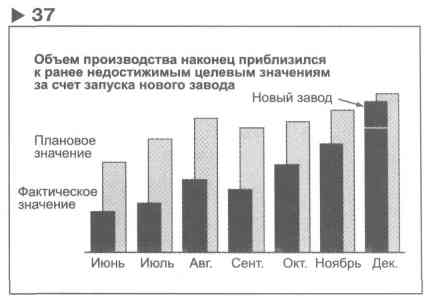 ▶ 37
Объем производства наконец приблизился
к ранее недостижимым целевым значениям
за счет запуска нового завода
Новый завод
Плановое
значение
Фактическое
значение
Июнь Июль Авг. Сент. Окт. Ноябрь Дек.